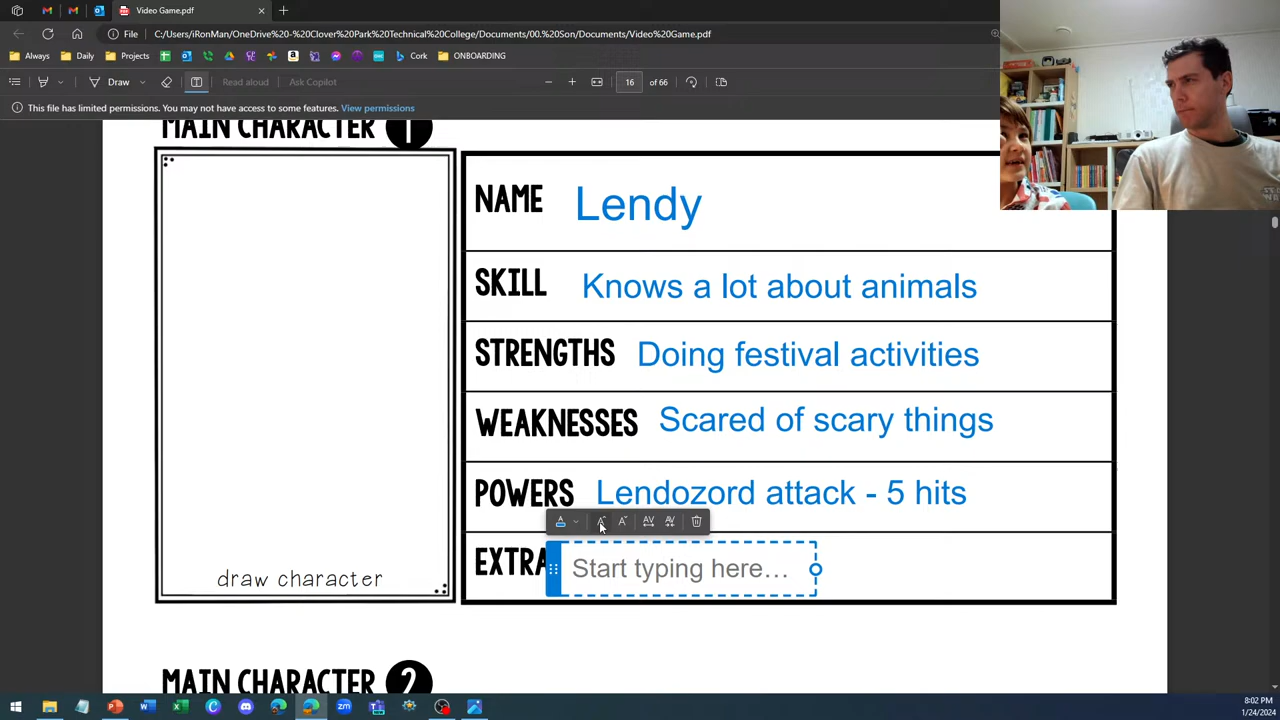 Video Game.pdf
File
C:/Users/iRonMan/OneDrive%20-%20Clover%20Park%20Technical%20College/Documents/00.%20Son/Documents/Video%20Game.pdf
Always
Daily
Projects
Bing
Cork
ONBOARDING
Draw
Read aloud
Ask Copilot
16
of 66
This file has limited permissions. You may not have access to some features. View permissions
MAIN CHARACTER 1
NAME Lendy
SKILL Knows a lot about animals
STRENGTHS Doing festival activities
WEAKNESSES Scared of scary things
POWERS Lendozord attack - 5 hits
EXTRA Start typing here…
draw character
MAIN CHARACTER 2
8:02 PM
1/24/2024